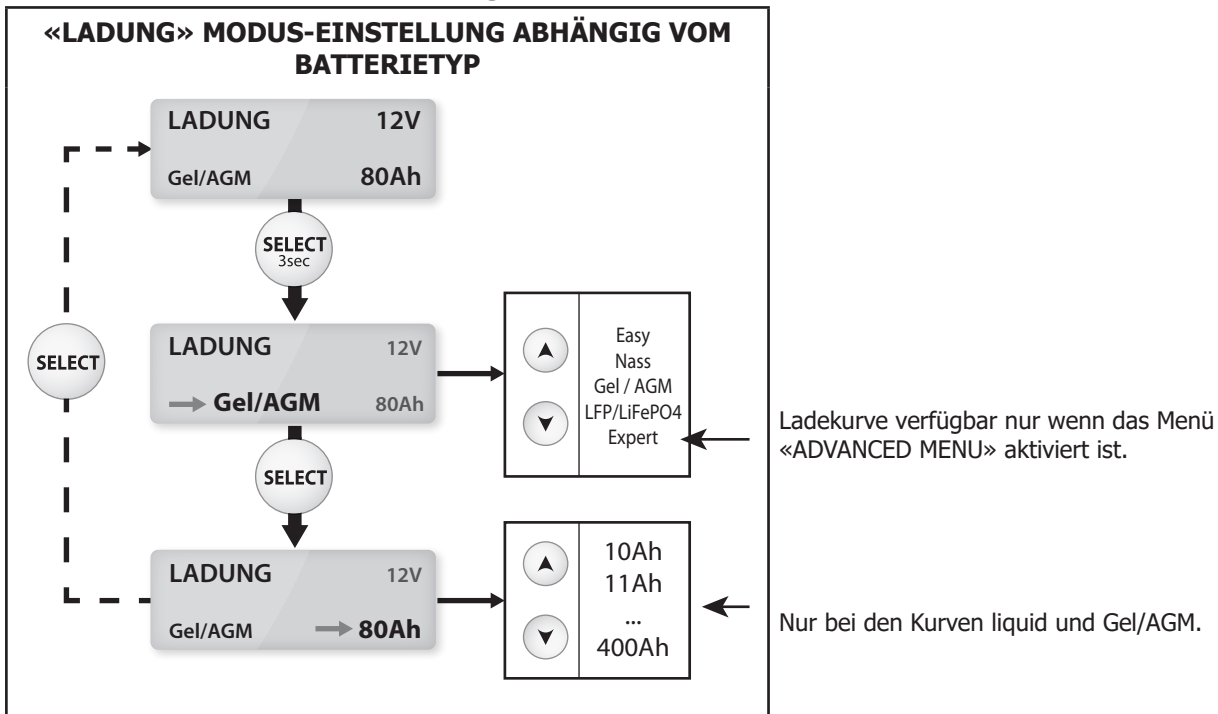 «LADUNG» MODUS-EINSTELLUNG ABHÄNGIG VOM
BATTERIETYP
LADUNG 12V
Gel/AGM 80Ah
SELECT
3sec
SELECT
LADUNG 12V
Gel/AGM 80Ah
Easy
Nass
Gel / AGM
LFP/LiFePO4
Expert
Ladekurve verfügbar nur wenn das Menü
«ADVANCED MENU» aktiviert ist.
SELECT
LADUNG 12V
Gel/AGM 80Ah
10Ah
11Ah
...
400Ah
Nur bei den Kurven liquid und Gel/AGM.